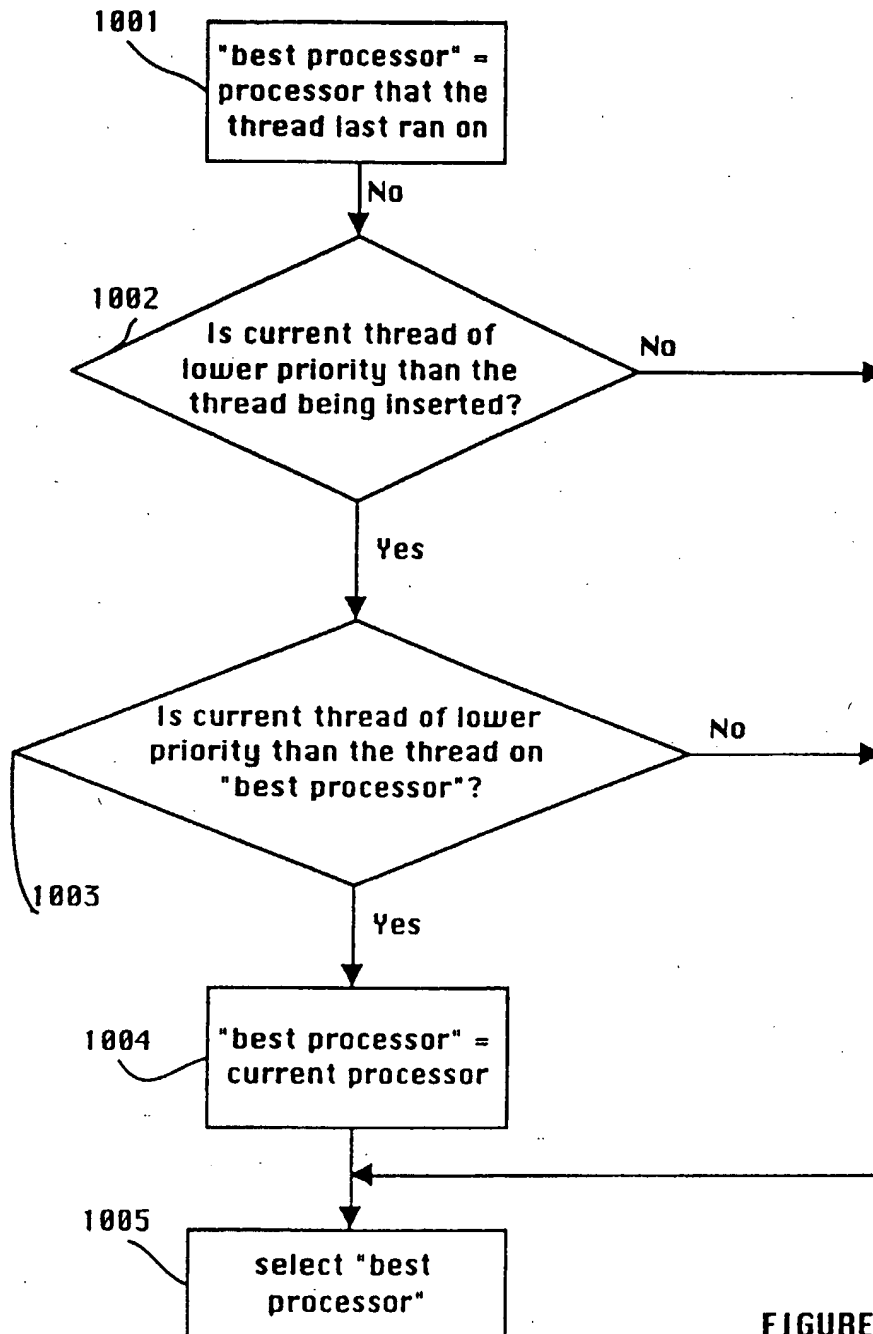 1001
"best processor" =
processor that the
thread last ran on
No
1002
Is current thread of
lower priority than the
thread being inserted?
No
Yes
Is current thread of lower
priority than the thread on
"best processor"?
No
1003
Yes
1004
"best processor" =
current processor
1005
select "best
processor"
FIGURE